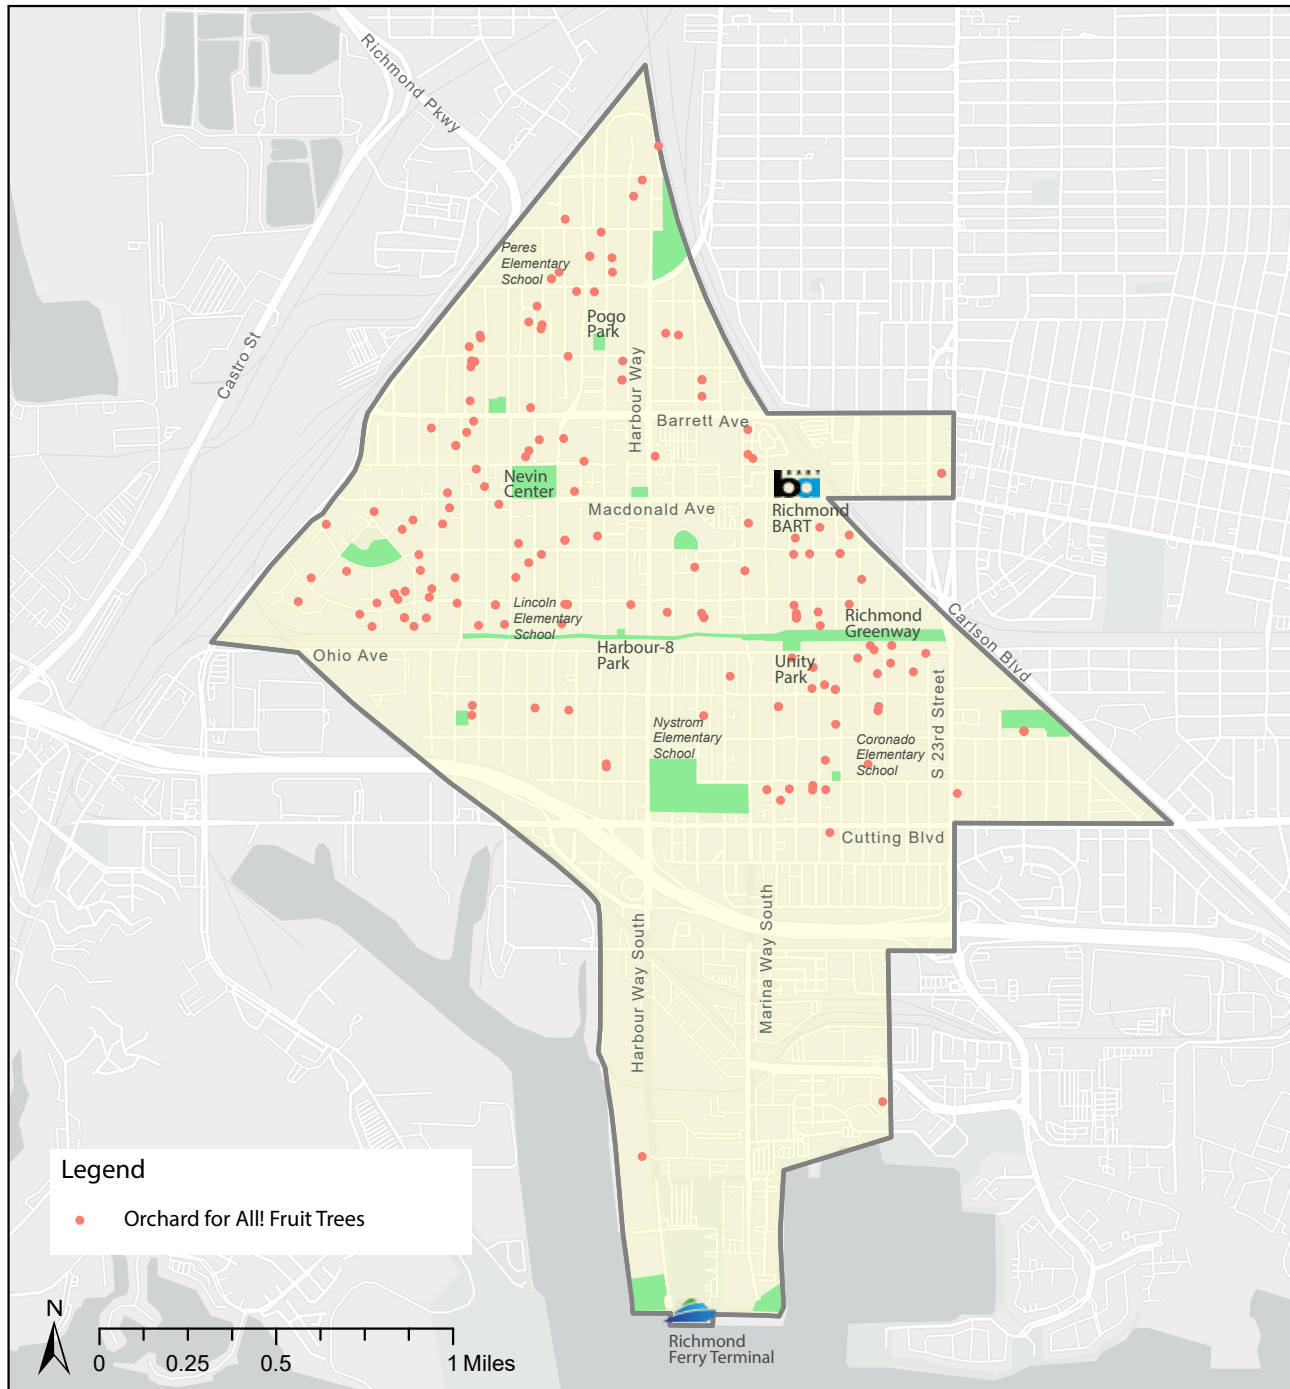 Richmond Pkwy
Castro St
Peres
Elementary
School
Pogo
Park
Harbour Way
Barrett Ave
Nevin
Center
Macdonald Ave
ba
Richmond
BART
Lincoln
Elementary
School
Harbour-8
Park
Richmond
Greenway
Carlson Blvd
Ohio Ave
Unity
Park
S 23rd Street
Nystrom
Elementary
School
Coronado
Elementary
School
Cutting Blvd
Harbour Way South
Marina Way South
Legend
Orchard for All! Fruit Trees
N
0 0.25 0.5 1 Miles
Richmond
Ferry Terminal